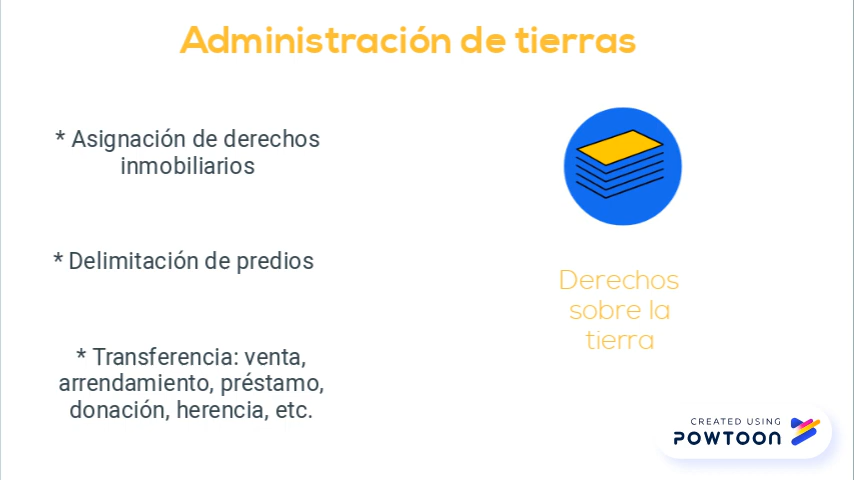 Administración de tierras
* Asignación de derechos
inmobiliarios
* Delimitación de predios
* Transferencia: venta,
arrendamiento, préstamo,
donación, herencia, etc.
Derechos
sobre la
tierra
CREATED USING
POWTOON